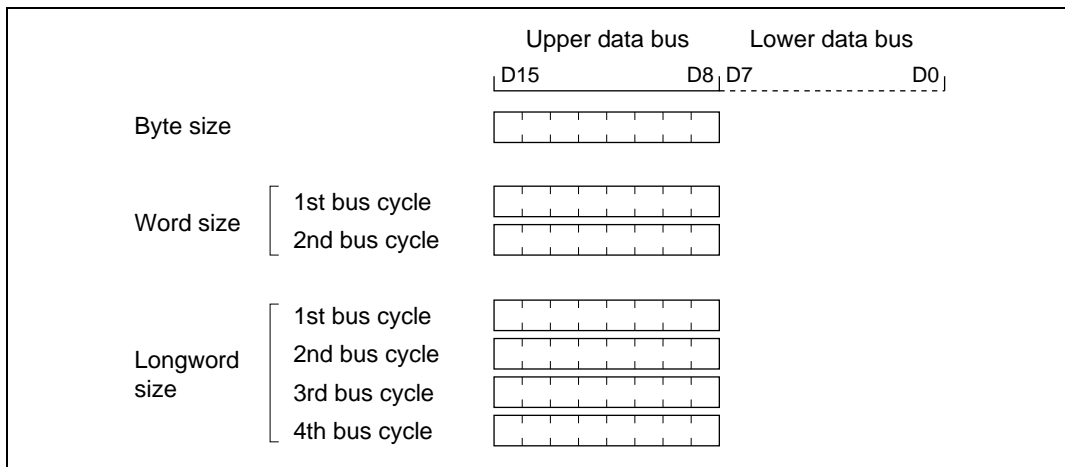 Upper data bus Lower data bus
D15 D8 D7 D0
Byte size
Word size
1st bus cycle
2nd bus cycle
Longword
size
1st bus cycle
2nd bus cycle
3rd bus cycle
4th bus cycle